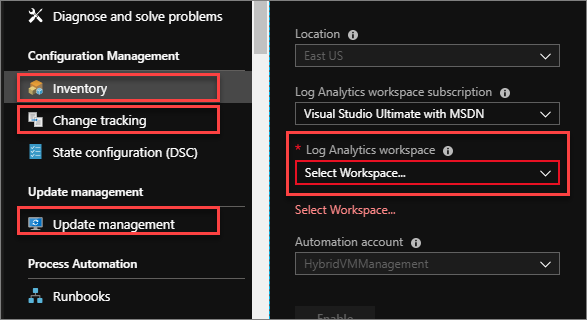 Diagnose and solve problems
Configuration Management
Inventory
Change tracking
State configuration (DSC)
Update management
Update management
Process Automation
Runbooks
Location
East US
Log Analytics workspace subscription
Visual Studio Ultimate with MSDN
* Log Analytics workspace
Select Workspace...
Select Workspace...
Automation account
HybridVMManagement
Enable